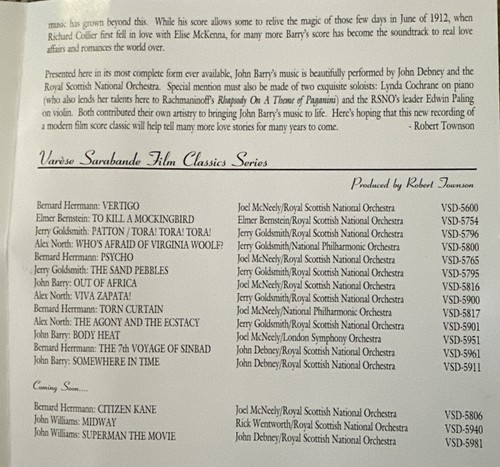 music has grown beyond this. While his score allows some to relive the magic of those few days in June of 1912, when
Richard Collier first fell in love with Elise McKenna, for many more Barry's score has become the soundtrack to real love
affairs and romances the world over.
Presented here in its most complete form ever available, John Barry's music is beautifully performed by John Debney and the
Royal Scottish National Orchestra. Special mention must also be made of two exquisite soloists: Lynda Cochrane on piano
(who also lends her talents here to Rachmaninoff's Rhapsody On A Theme of Paganini) and the RSNO's leader Edwin Paling
on violin. Both contributed their own artistry to bringing John Barry's music to life. Here's hoping that this new recording of
a modern film score classic will help tell many more love stories for many years to come. - Robert Townson
Varèse Sarabande Film Classics Series
Produced by Robert Townson
Bernard Herrmann: VERTIGO Joel McNeely/Royal Scottish National Orchestra VSD-5600
Elmer Bernstein: TO KILL A MOCKINGBIRD Elmer Bernstein/Royal Scottish National Orchestra VSD-5754
Jerry Goldsmith: PATTON / TORA! TORA! TORA! Jerry Goldsmith/Royal Scottish National Orchestra VSD-5796
Alex North: WHO'S AFRAID OF VIRGINIA WOOLF? Jerry Goldsmith/National Philharmonic Orchestra VSD-5800
Bernard Herrmann: PSYCHO Joel McNeely/Royal Scottish National Orchestra VSD-5765
Jerry Goldsmith: THE SAND PEBBLES Jerry Goldsmith/Royal Scottish National Orchestra VSD-5795
John Barry: OUT OF AFRICA Joel McNeely/Royal Scottish National Orchestra VSD-5816
Alex North: VIVA ZAPATA! Jerry Goldsmith/Royal Scottish National Orchestra VSD-5900
Bernard Herrmann: TORN CURTAIN Joel McNeely/National Philharmonic Orchestra VSD-5817
Alex North: THE AGONY AND THE ECSTACY Jerry Goldsmith/Royal Scottish National Orchestra VSD-5901
John Barry: BODY HEAT Joel McNeely/London Symphony Orchestra VSD-5951
Bernard Herrmann: THE 7th VOYAGE OF SINBAD John Debney/Royal Scottish National Orchestra VSD-5961
John Barry: SOMEWHERE IN TIME John Debney/Royal Scottish National Orchestra VSD-5911
Coming Soon....
Bernard Herrmann: CITIZEN KANE Joel McNeely/Royal Scottish National Orchestra VSD-5806
John Williams: MIDWAY Rick Wentworth/Royal Scottish National Orchestra VSD-5940
John Williams: SUPERMAN THE MOVIE John Debney/Royal Scottish National Orchestra VSD-5981